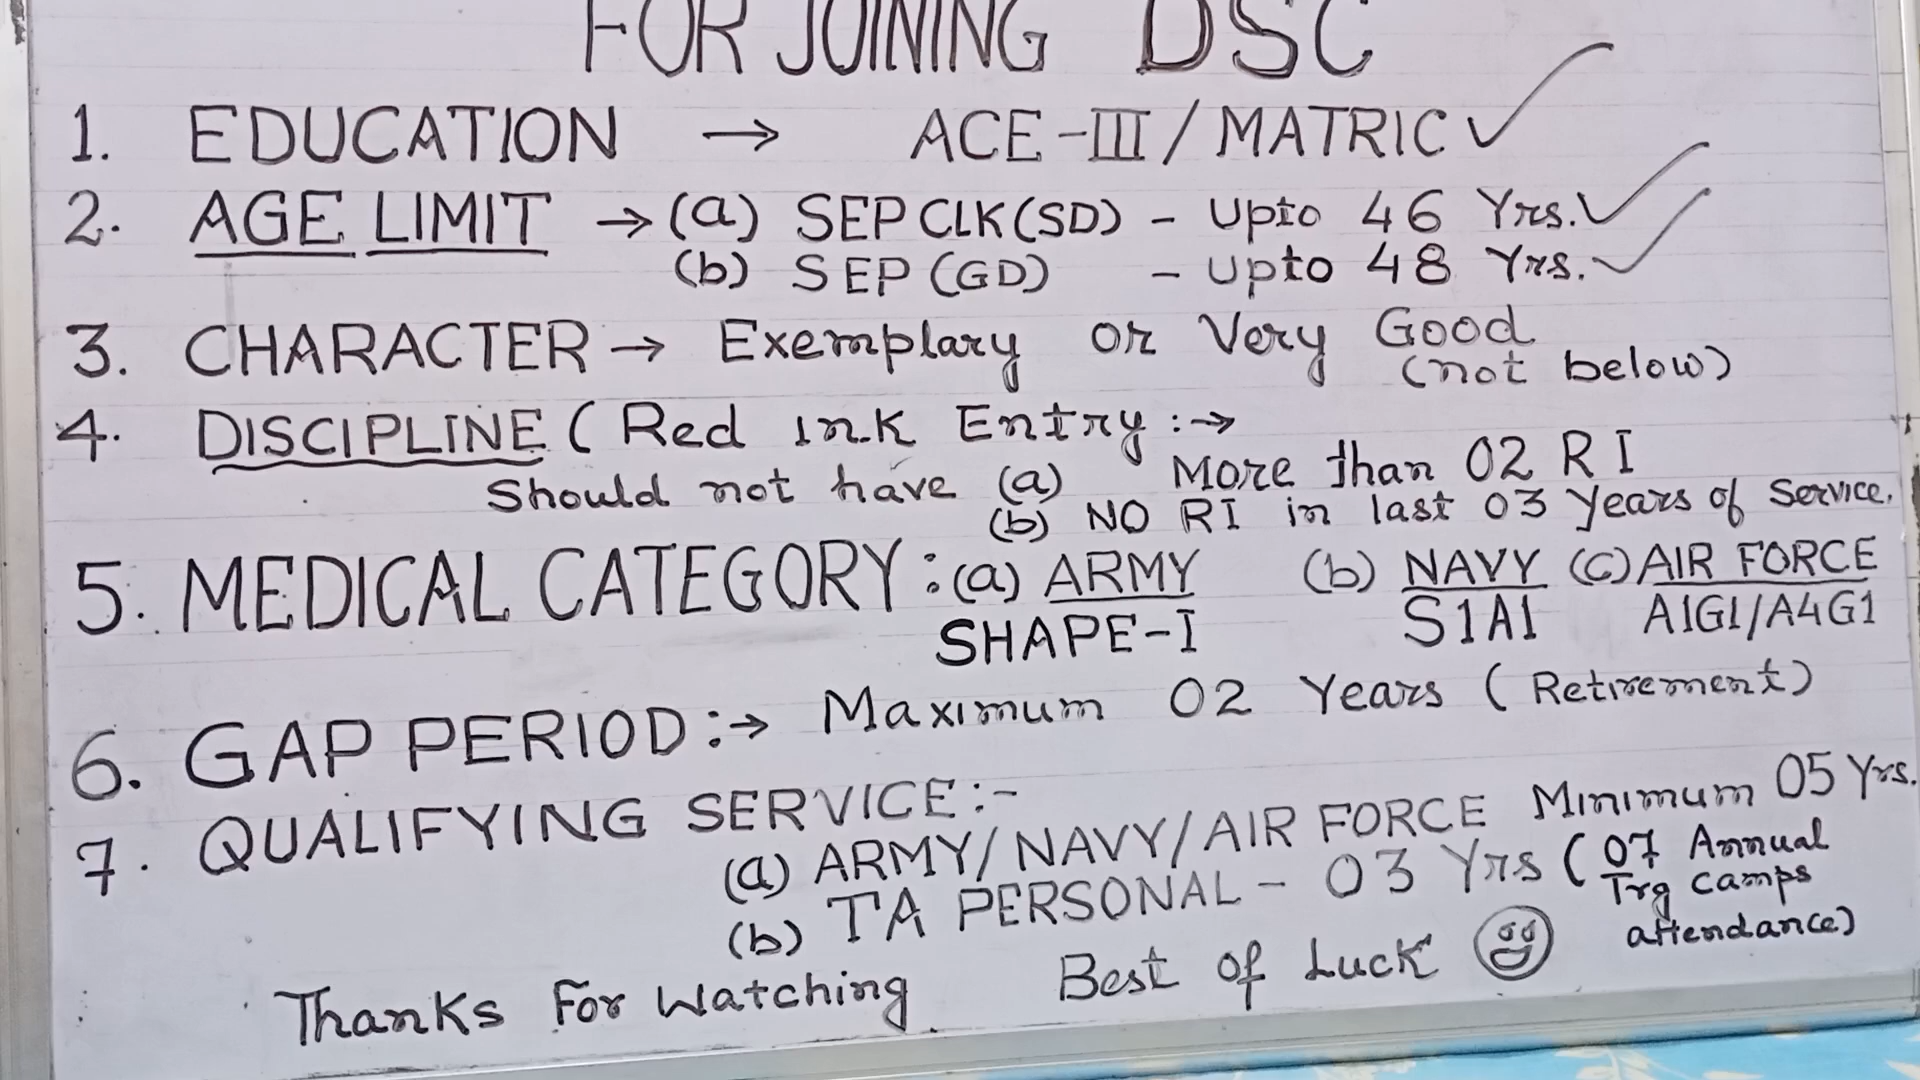 FOR JOINING DSC
1. EDUCATION → ACE-III/MATRIC ✓
2. AGE LIMIT → (a) SEP CLK (SD) - Upto 46 Yrs. ✓
(b) SEP (GD) - Upto 48 Yrs. ✓
3. CHARACTER → Exemplary or Very Good
(not below)
4. DISCIPLINE ( Red Ink Entry :→
Should not have (a) More than 02 RI
(b) NO RI in last 03 Years of Service.
5. MEDICAL CATEGORY : (a) ARMY (b) NAVY (C) AIR FORCE
SHAPE-I S1A1 A1G1/A4G1
6. GAP PERIOD :→ Maximum 02 Years ( Retirement)
7. QUALIFYING SERVICE :-
(a) ARMY/NAVY/AIR FORCE Minimum 05 Yrs.
(b) TA PERSONAL - 03 Yrs ( 07 Annual
Trg camps
attendance)
Thanks For Watching Best of Luck